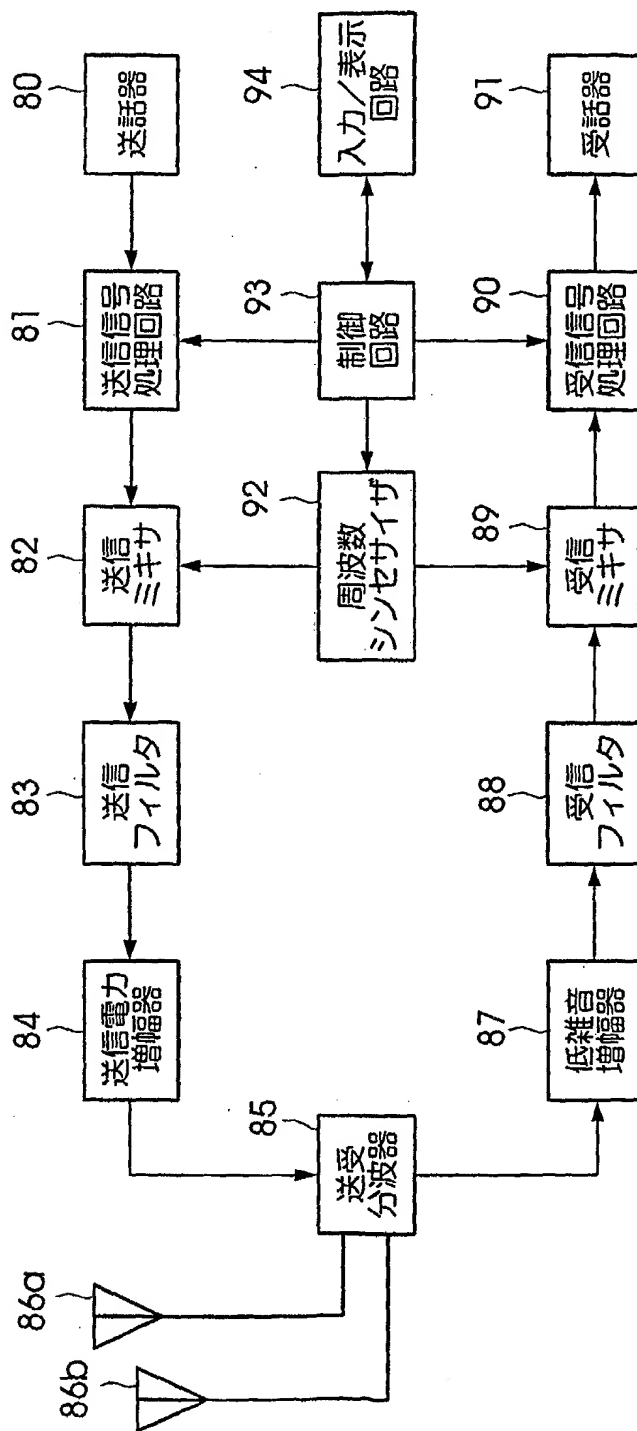 80
送話器
81
送信信号
処理回路
82
送信
ミキサ
83
送信
フィルタ
84
送信電力
増幅器
85
送受
分波器
86a
86b
94
入力/表示
回路
93
制御
回路
92
周波数
シンセサイザ
91
受話器
90
受信信号
処理回路
89
受信
ミキサ
88
受信
フィルタ
87
低雑音
増幅器